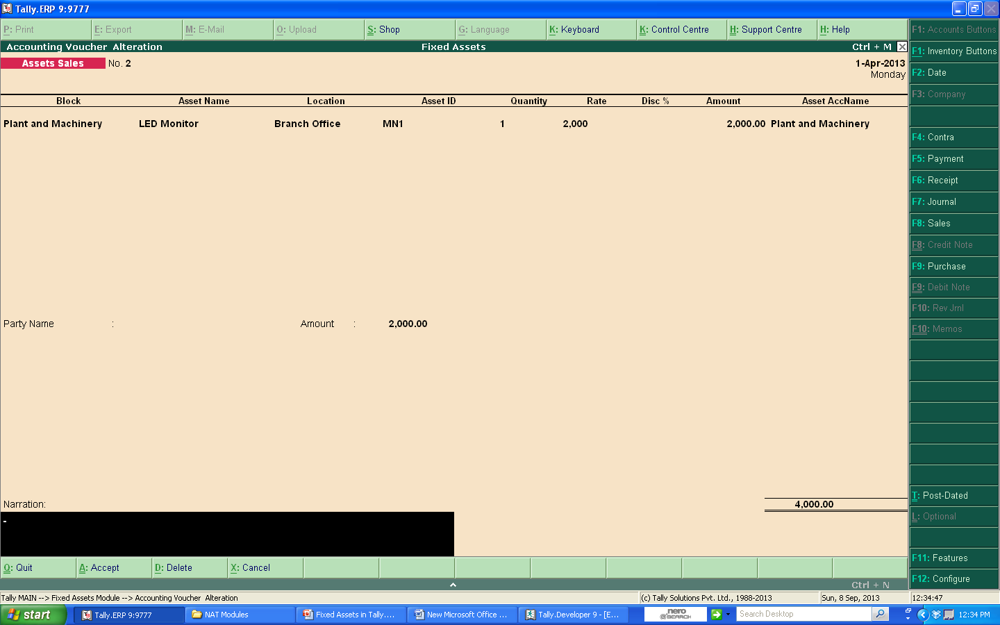 Tally.ERP 9:9777
P: Print E: Export M: E-Mail O: Upload S: Shop G: Language K: Keyboard K: Control Centre H: Support Centre H: Help
Accounting Voucher Alteration Fixed Assets Ctrl + M
Assets Sales No. 2 1-Apr-2013
Monday
Block Asset Name Location Asset ID Quantity Rate Disc % Amount Asset AccName
Plant and Machinery LED Monitor Branch Office MN1 1 2,000 2,000.00 Plant and Machinery
Party Name : Amount : 2,000.00
Narration: 4,000.00
Q: Quit A: Accept D: Delete X: Cancel
Ctrl + N
F1: Accounts Buttons
F1: Inventory Buttons
F2: Date
F3: Company
F4: Contra
F5: Payment
F6: Receipt
F7: Journal
F8: Sales
F8: Credit Note
F9: Purchase
F9: Debit Note
F10: Rev Jrnl
F10: Memos
T: Post-Dated
L: Optional
F11: Features
F12: Configure
Tally MAIN --> Fixed Assets Module --> Accounting Voucher Alteration (c) Tally Solutions Pvt. Ltd., 1988-2013 Sun, 8 Sep, 2013 12:34:47
start Tally.ERP 9:9777 NAT Modules Fixed Assets in Tally.... New Microsoft Office ... Tally.Developer 9 - [E... nero SEARCH Search Desktop 12:34 PM